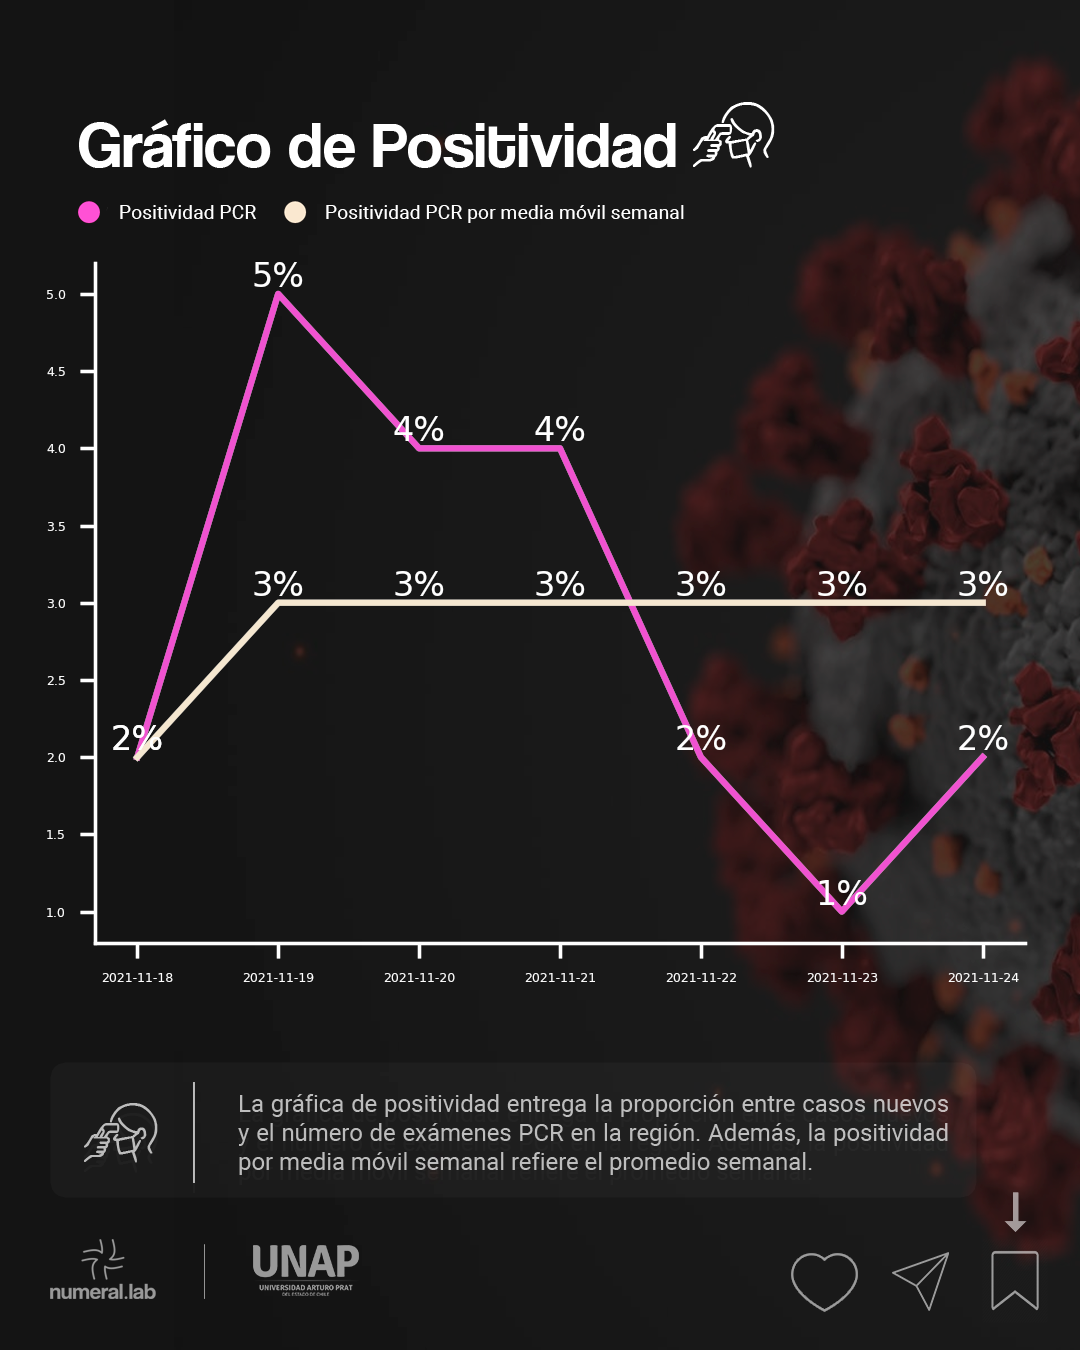 Gráfico de Positividad
Positividad PCR
Positividad PCR por media móvil semanal
5.0
4.5
4.0
3.5
3.0
2.5
2.0
1.5
1.0
5%
4%
4%
3%
3%
3%
3%
3%
3%
2%
2%
2%
1%
2021-11-18
2021-11-19
2021-11-20
2021-11-21
2021-11-22
2021-11-23
2021-11-24
La gráfica de positividad entrega la proporción entre casos nuevos
y el número de exámenes PCR en la región. Además, la positividad
por media móvil semanal refiere el promedio semanal.
numeral.lab
UNAP
UNIVERSIDAD ARTURO PRAT
DEL ESTADO DE CHILE